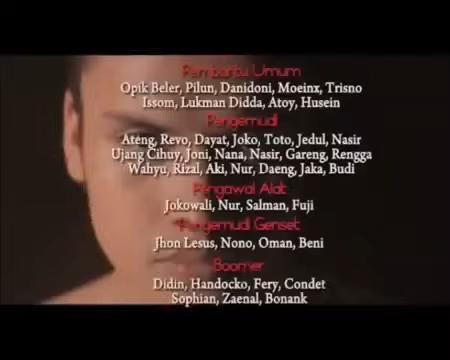 Pembantu Umum
Opik Beler, Pilun, Danidoni, Moeinx, Trisno
Issom, Lukman Didda, Atoy, Husein
Pengemudi
Ateng, Revo, Dayat, Joko, Toto, Jedul, Nasir
Ujang Cihuy, Joni, Nana, Nasir, Gareng, Rengga
Wahyu, Rizal, Aki, Nur, Daeng, Jaka, Budi
Pengawal Alat
Jokowali, Nur, Salman, Fuji
Pengemudi Genset
Jhon Lesus, Nono, Oman, Beni
Boomer
Didin, Handocko, Fery, Condet
Sophian, Zaenal, Bonank